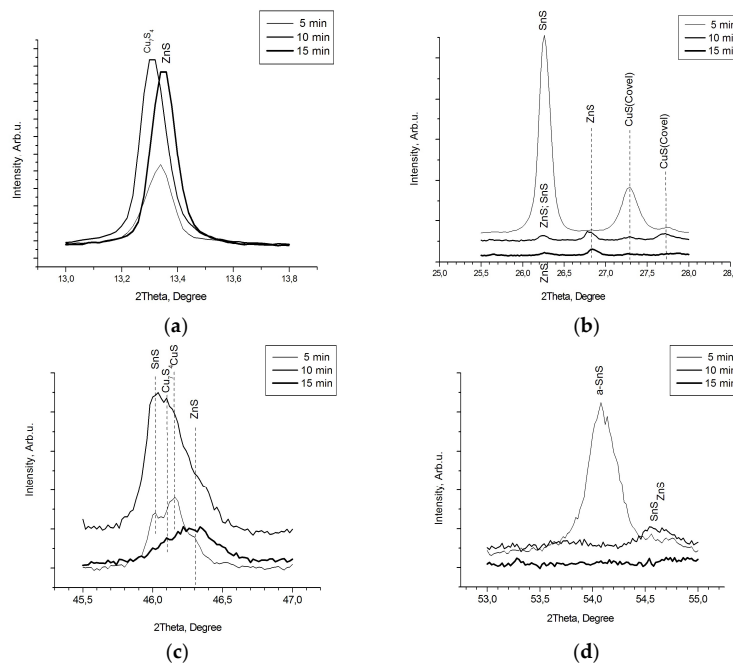 Cu7S4
ZnS
5 min
10 min
15 min
Intensity, Arb.u.
13,0 13,2 13,4 13,6 13,8
2Theta, Degree
(a)
SnS
ZnS
CuS(Covel)
CuS(Covel)
ZnS; SnS
ZnS
5 min
10 min
15 min
Intensity, Arb.u.
25,0 25,5 26,0 26,5 27,0 27,5 28,0 28,
2Theta, Degree
(b)
SnS
Cu7S4
CuS
ZnS
5 min
10 min
15 min
Intensity, Arb.u.
45,5 46,0 46,5 47,0
2Theta, Degree
(c)
a-SnS
SnS
ZnS
5 min
10 min
15 min
Intensity, Arb.u.
53,0 53,5 54,0 54,5 55,0
2Theta, Degree
(d)